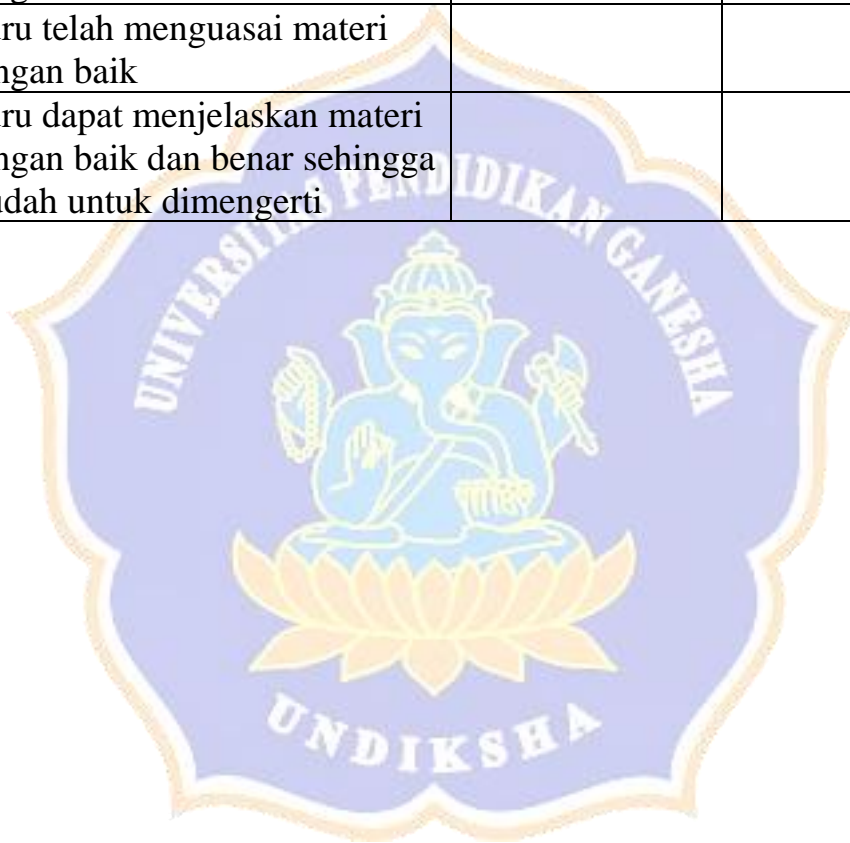 ru telah menguasai materi
ngan baik
ru dapat menjelaskan materi
ngan baik dan benar sehingga
udah untuk dimengerti
UNIVERSITAS PENDIDIKAN GANESHA
UNDIKSHA